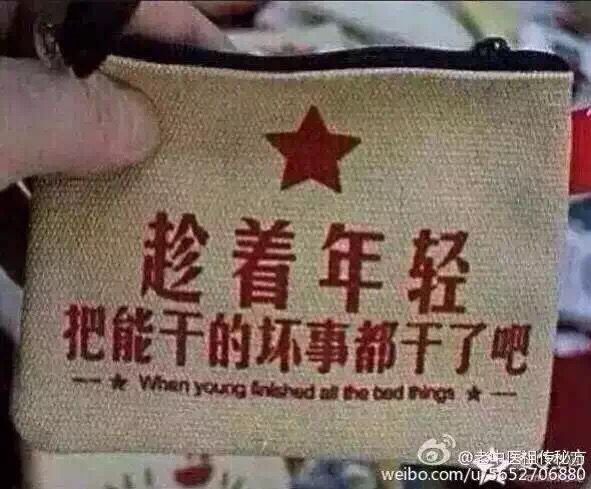 趁着年轻
把能干的坏事都干了吧
When young finished all the bed things
@老中医祖传秘方
weibo.com/u/5652706880